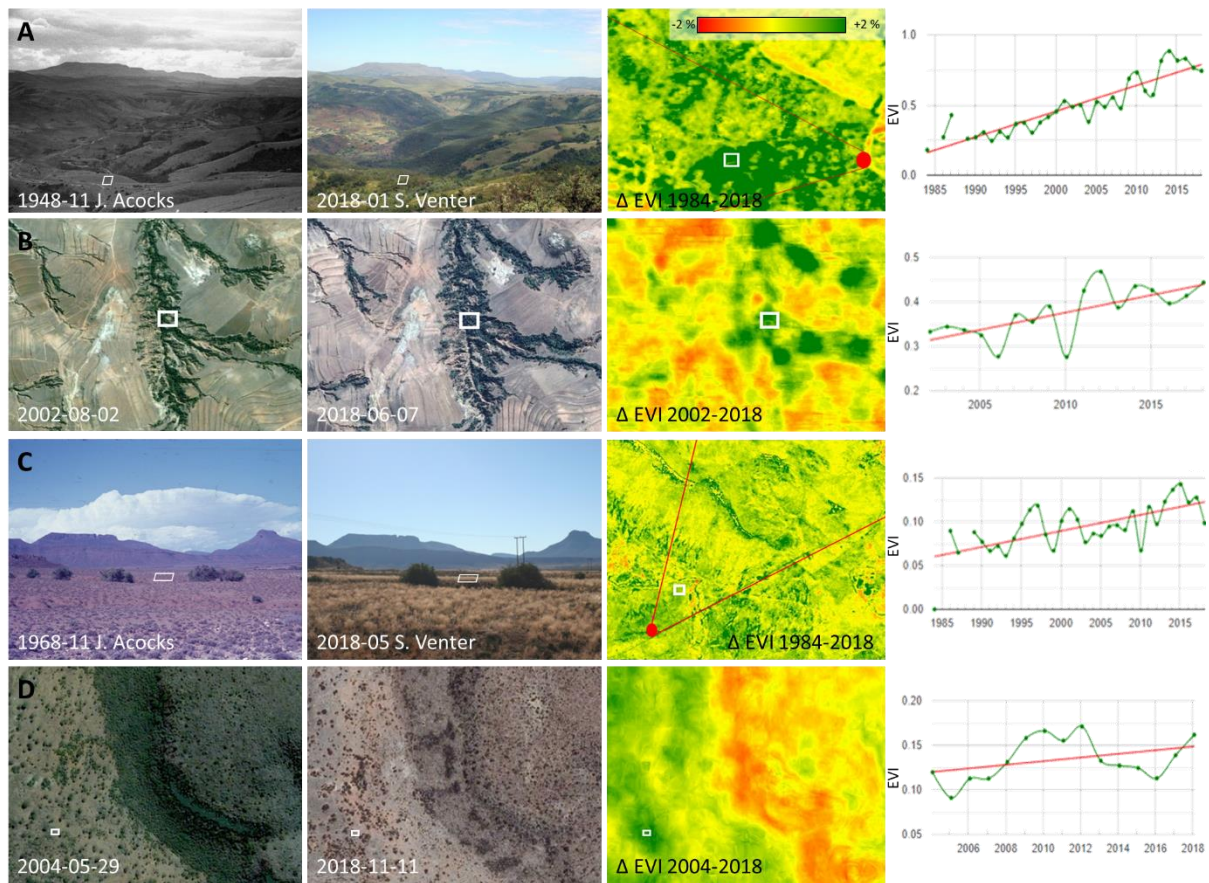 A
1948-11 J. Acocks
2018-01 S. Venter
-2 %
+2 %
Δ EVI 1984-2018
EVI
1.0
0.5
0.0
1985
1990
1995
2000
2005
2010
2015
B
2002-08-02
2018-06-07
Δ EVI 2002-2018
EVI
0.5
0.4
0.3
0.2
2005
2010
2015
C
1968-11 J. Acocks
2018-05 S. Venter
Δ EVI 1984-2018
EVI
0.15
0.10
0.05
0.00
1985
1990
1995
2000
2005
2010
2015
D
2004-05-29
2018-11-11
Δ EVI 2004-2018
EVI
0.20
0.15
0.10
0.05
2006
2008
2010
2012
2014
2016
2018